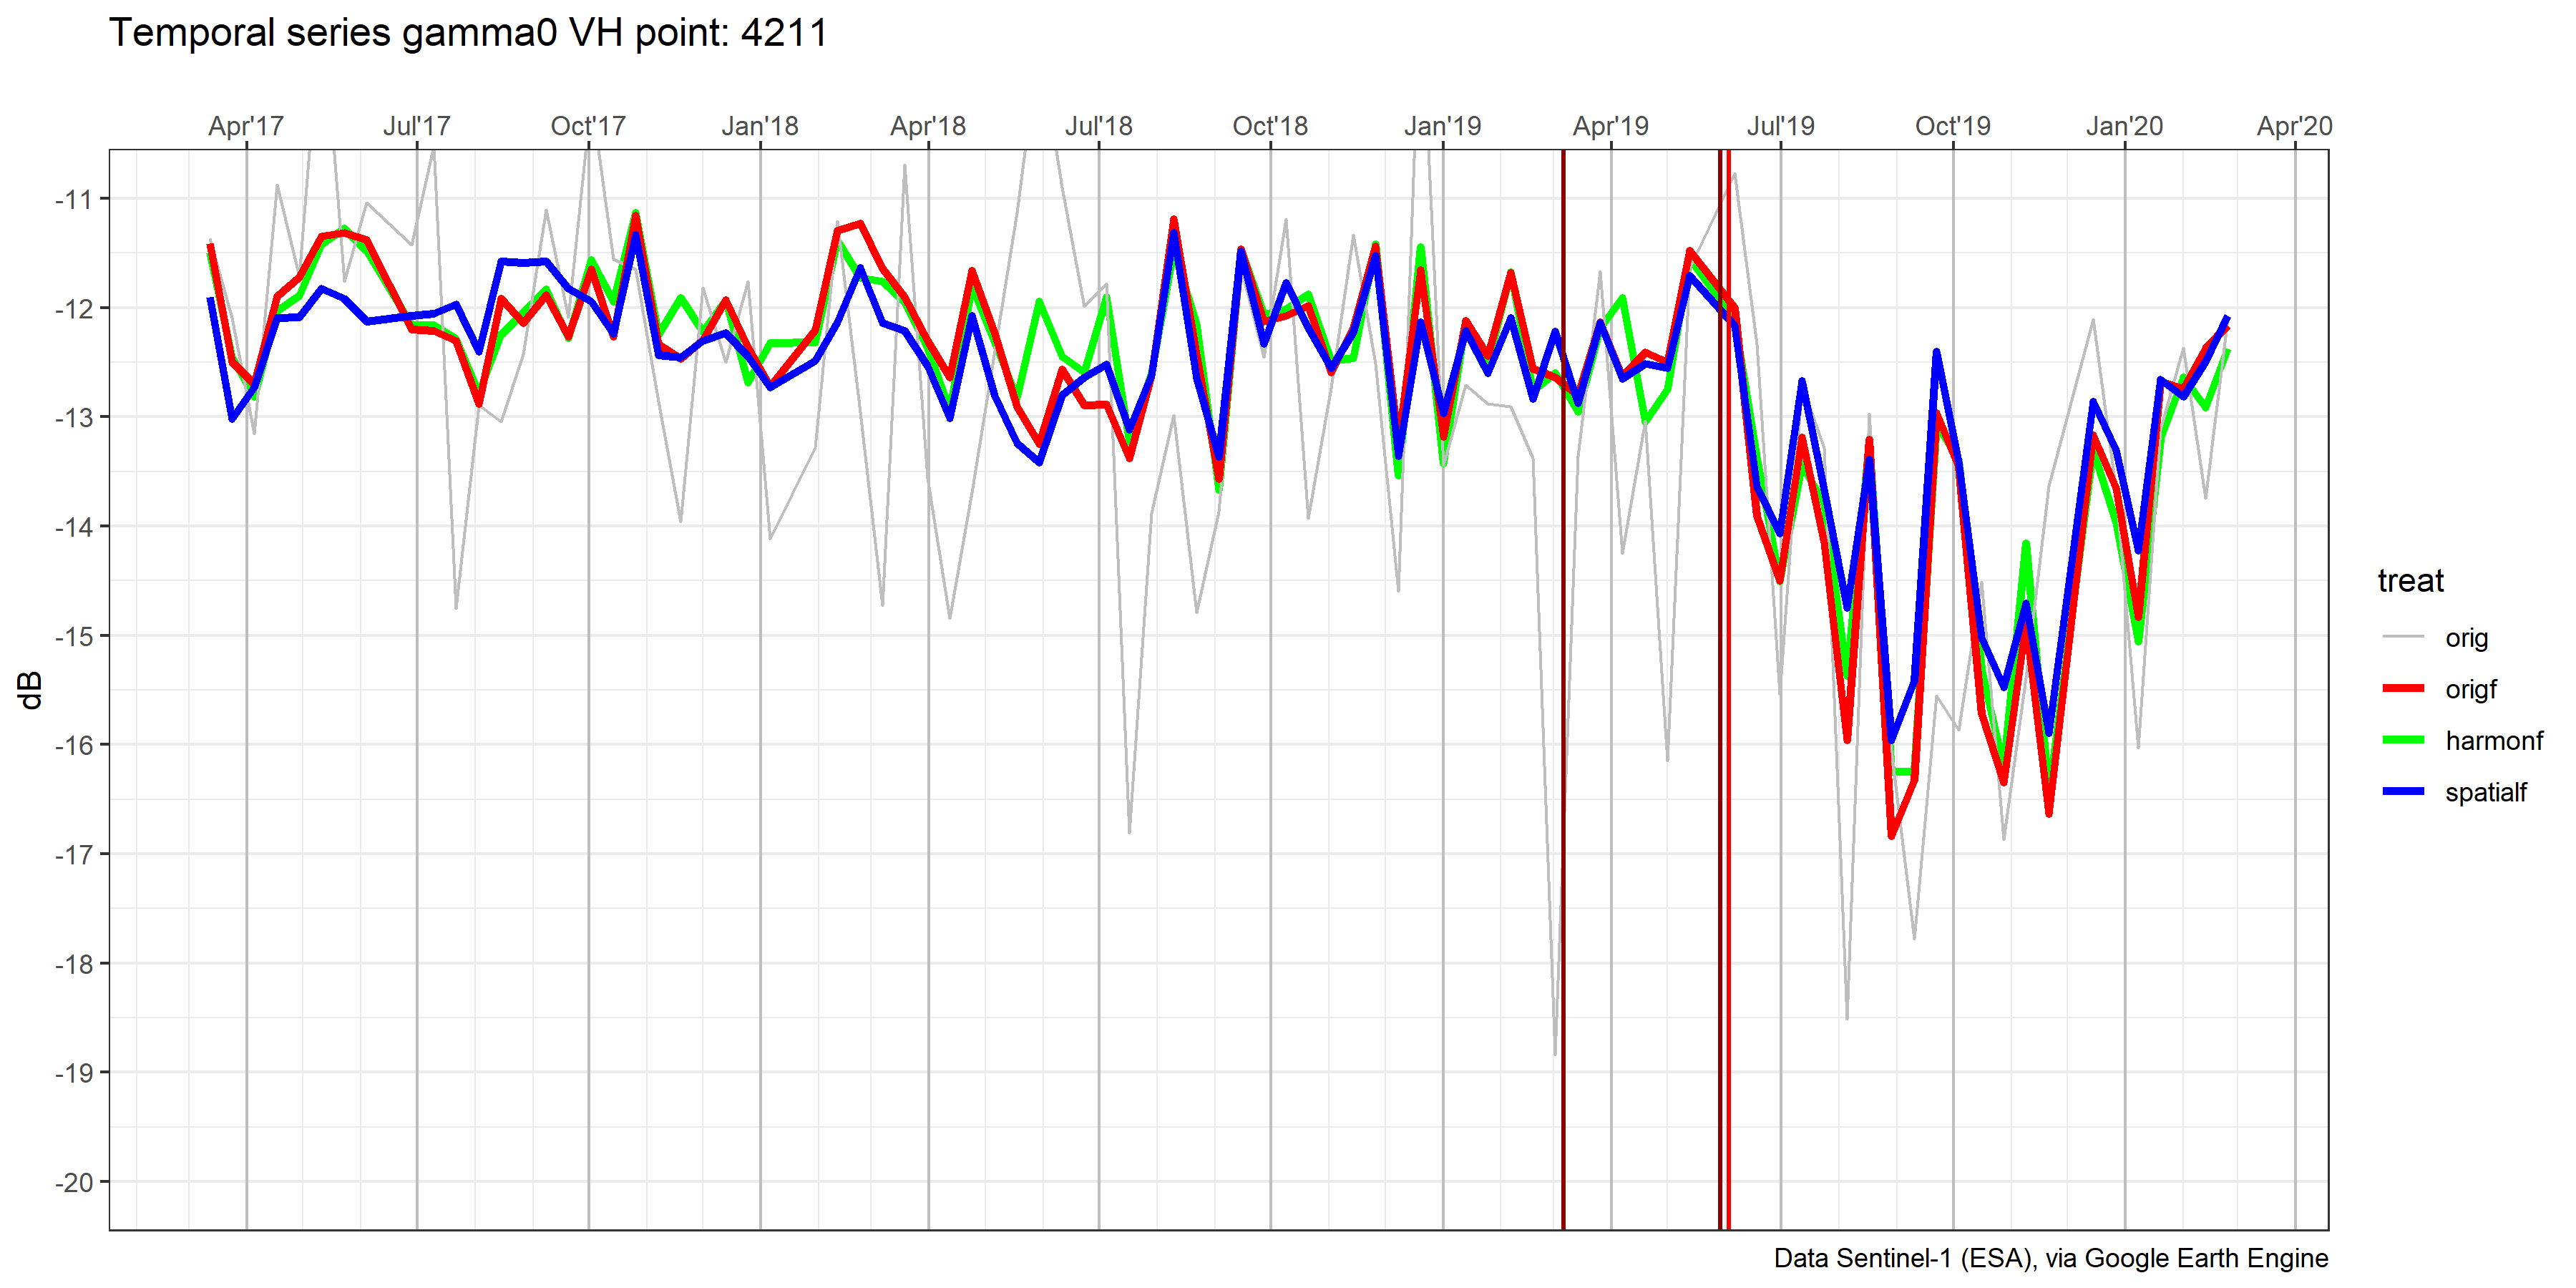 Temporal series gamma0 VH point: 4211
Apr'17 Jul'17 Oct'17 Jan'18 Apr'18 Jul'18 Oct'18 Jan'19 Apr'19 Jul'19 Oct'19 Jan'20 Apr'20
-11
-12
-13
-14
-15
-16
-17
-18
-19
-20
dB
treat
orig
origf
harmonf
spatialf
Data Sentinel-1 (ESA), via Google Earth Engine